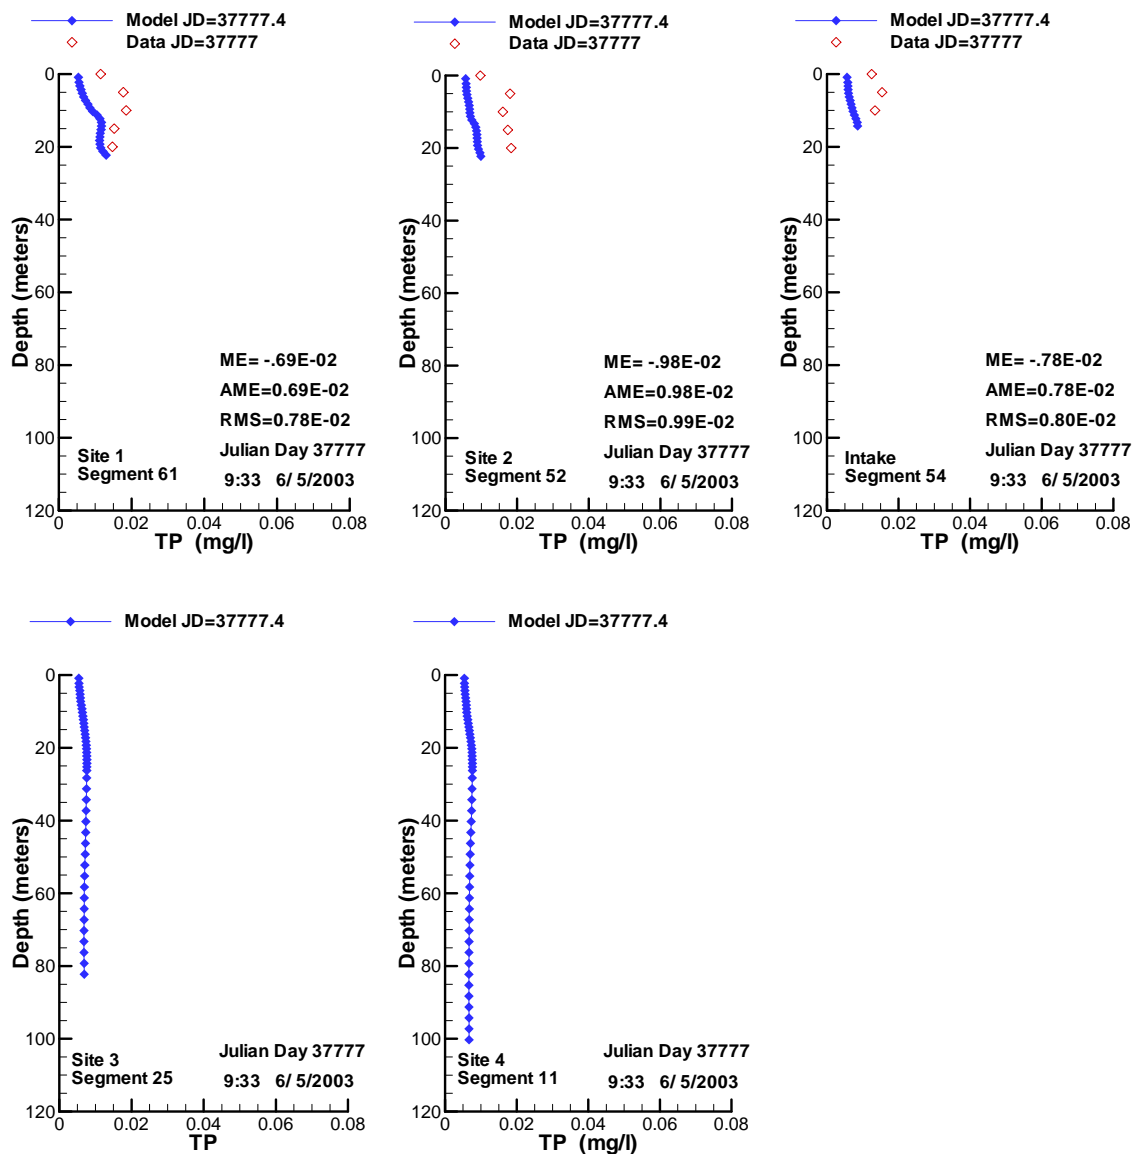 Model JD=37777.4
Data JD=37777
0
20
40
60
80
100
120
Depth (meters)
ME= -.69E-02
AME=0.69E-02
RMS=0.78E-02
Julian Day 37777
9:33 6/ 5/2003
Site 1
Segment 61
0 0.02 0.04 0.06 0.08
TP (mg/l)
Model JD=37777.4
Data JD=37777
0
20
40
60
80
100
120
Depth (meters)
ME= -.98E-02
AME=0.98E-02
RMS=0.99E-02
Julian Day 37777
9:33 6/ 5/2003
Site 2
Segment 52
0 0.02 0.04 0.06 0.08
TP (mg/l)
Model JD=37777.4
Data JD=37777
0
20
40
60
80
100
120
Depth (meters)
ME= -.78E-02
AME=0.78E-02
RMS=0.80E-02
Julian Day 37777
9:33 6/ 5/2003
Intake
Segment 54
0 0.02 0.04 0.06 0.08
TP (mg/l)
Model JD=37777.4
0
20
40
60
80
100
120
Depth (meters)
Julian Day 37777
9:33 6/ 5/2003
Site 3
Segment 25
0 0.02 0.04 0.06 0.08
TP
Model JD=37777.4
0
20
40
60
80
100
120
Depth (meters)
Julian Day 37777
9:33 6/ 5/2003
Site 4
Segment 11
0 0.02 0.04 0.06 0.08
TP (mg/l)